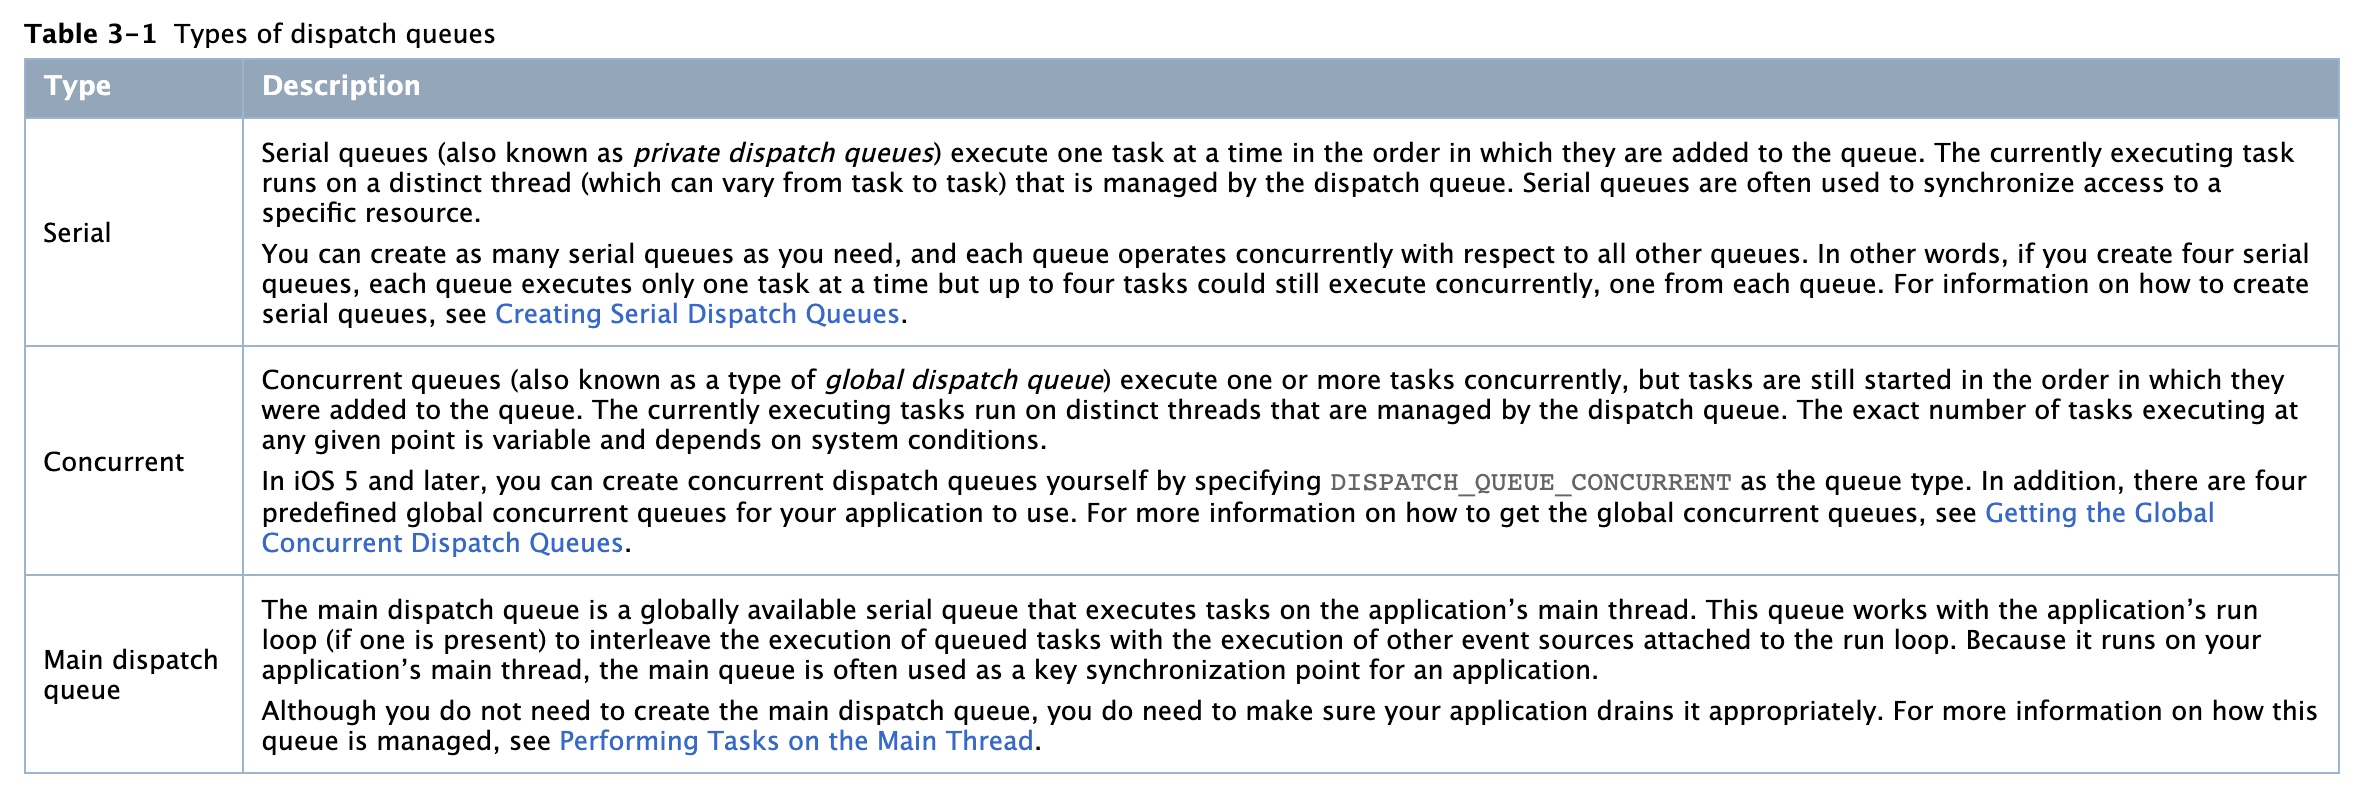 Table 3-1 Types of dispatch queues
Type Description
Serial
Serial queues (also known as private dispatch queues) execute one task at a time in the order in which they are added to the queue. The currently executing task
runs on a distinct thread (which can vary from task to task) that is managed by the dispatch queue. Serial queues are often used to synchronize access to a
specific resource.
You can create as many serial queues as you need, and each queue operates concurrently with respect to all other queues. In other words, if you create four serial
queues, each queue executes only one task at a time but up to four tasks could still execute concurrently, one from each queue. For information on how to create
serial queues, see Creating Serial Dispatch Queues.
Concurrent
Concurrent queues (also known as a type of global dispatch queue) execute one or more tasks concurrently, but tasks are still started in the order in which they
were added to the queue. The currently executing tasks run on distinct threads that are managed by the dispatch queue. The exact number of tasks executing at
any given point is variable and depends on system conditions.
In iOS 5 and later, you can create concurrent dispatch queues yourself by specifying DISPATCH_QUEUE_CONCURRENT as the queue type. In addition, there are four
predefined global concurrent queues for your application to use. For more information on how to get the global concurrent queues, see Getting the Global
Concurrent Dispatch Queues.
Main dispatch
queue
The main dispatch queue is a globally available serial queue that executes tasks on the application’s main thread. This queue works with the application’s run
loop (if one is present) to interleave the execution of queued tasks with the execution of other event sources attached to the run loop. Because it runs on your
application’s main thread, the main queue is often used as a key synchronization point for an application.
Although you do not need to create the main dispatch queue, you do need to make sure your application drains it appropriately. For more information on how this
queue is managed, see Performing Tasks on the Main Thread.